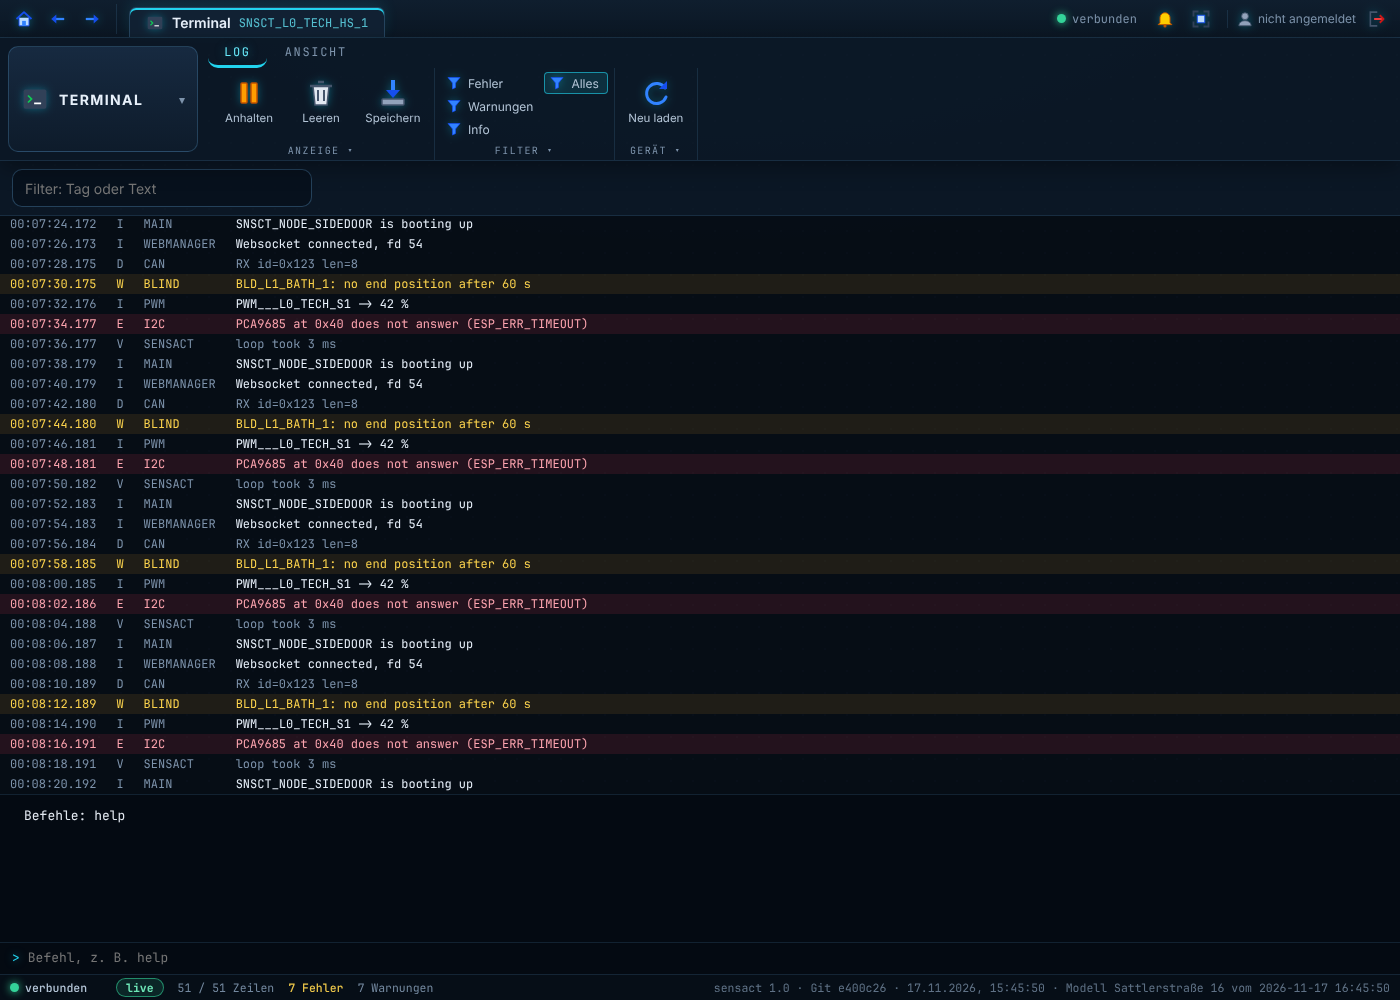 Terminal SNSCT_L0_TECH_HS_1 verbunden nicht angemeldet
LOG ANSICHT
TERMINAL
Anhalten Leeren Speichern
Fehler Alles
Warnungen
Info
Neu laden
ANZEIGE FILTER GERÄT
Filter: Tag oder Text
00:07:24.172 I MAIN SNSCT_NODE_SIDEDOOR is booting up
00:07:26.173 I WEBMANAGER Websocket connected, fd 54
00:07:28.175 D CAN RX id=0x123 len=8
00:07:30.175 W BLIND BLD_L1_BATH_1: no end position after 60 s
00:07:32.176 I PWM PWM___L0_TECH_S1 → 42 %
00:07:34.177 E I2C PCA9685 at 0x40 does not answer (ESP_ERR_TIMEOUT)
00:07:36.177 V SENSACT loop took 3 ms
00:07:38.179 I MAIN SNSCT_NODE_SIDEDOOR is booting up
00:07:40.179 I WEBMANAGER Websocket connected, fd 54
00:07:42.180 D CAN RX id=0x123 len=8
00:07:44.180 W BLIND BLD_L1_BATH_1: no end position after 60 s
00:07:46.181 I PWM PWM___L0_TECH_S1 → 42 %
00:07:48.181 E I2C PCA9685 at 0x40 does not answer (ESP_ERR_TIMEOUT)
00:07:50.182 V SENSACT loop took 3 ms
00:07:52.183 I MAIN SNSCT_NODE_SIDEDOOR is booting up
00:07:54.183 I WEBMANAGER Websocket connected, fd 54
00:07:56.184 D CAN RX id=0x123 len=8
00:07:58.185 W BLIND BLD_L1_BATH_1: no end position after 60 s
00:08:00.185 I PWM PWM___L0_TECH_S1 → 42 %
00:08:02.186 E I2C PCA9685 at 0x40 does not answer (ESP_ERR_TIMEOUT)
00:08:04.188 V SENSACT loop took 3 ms
00:08:06.187 I MAIN SNSCT_NODE_SIDEDOOR is booting up
00:08:08.188 I WEBMANAGER Websocket connected, fd 54
00:08:10.189 D CAN RX id=0x123 len=8
00:08:12.189 W BLIND BLD_L1_BATH_1: no end position after 60 s
00:08:14.190 I PWM PWM___L0_TECH_S1 → 42 %
00:08:16.191 E I2C PCA9685 at 0x40 does not answer (ESP_ERR_TIMEOUT)
00:08:18.191 V SENSACT loop took 3 ms
00:08:20.192 I MAIN SNSCT_NODE_SIDEDOOR is booting up
Befehle: help
> Befehl, z. B. help
verbunden live 51 / 51 Zeilen 7 Fehler 7 Warnungen sensact 1.0 · Git e400c26 · 17.11.2026, 15:45:50 · Modell Sattlerstraße 16 vom 2026-11-17 16:45:50